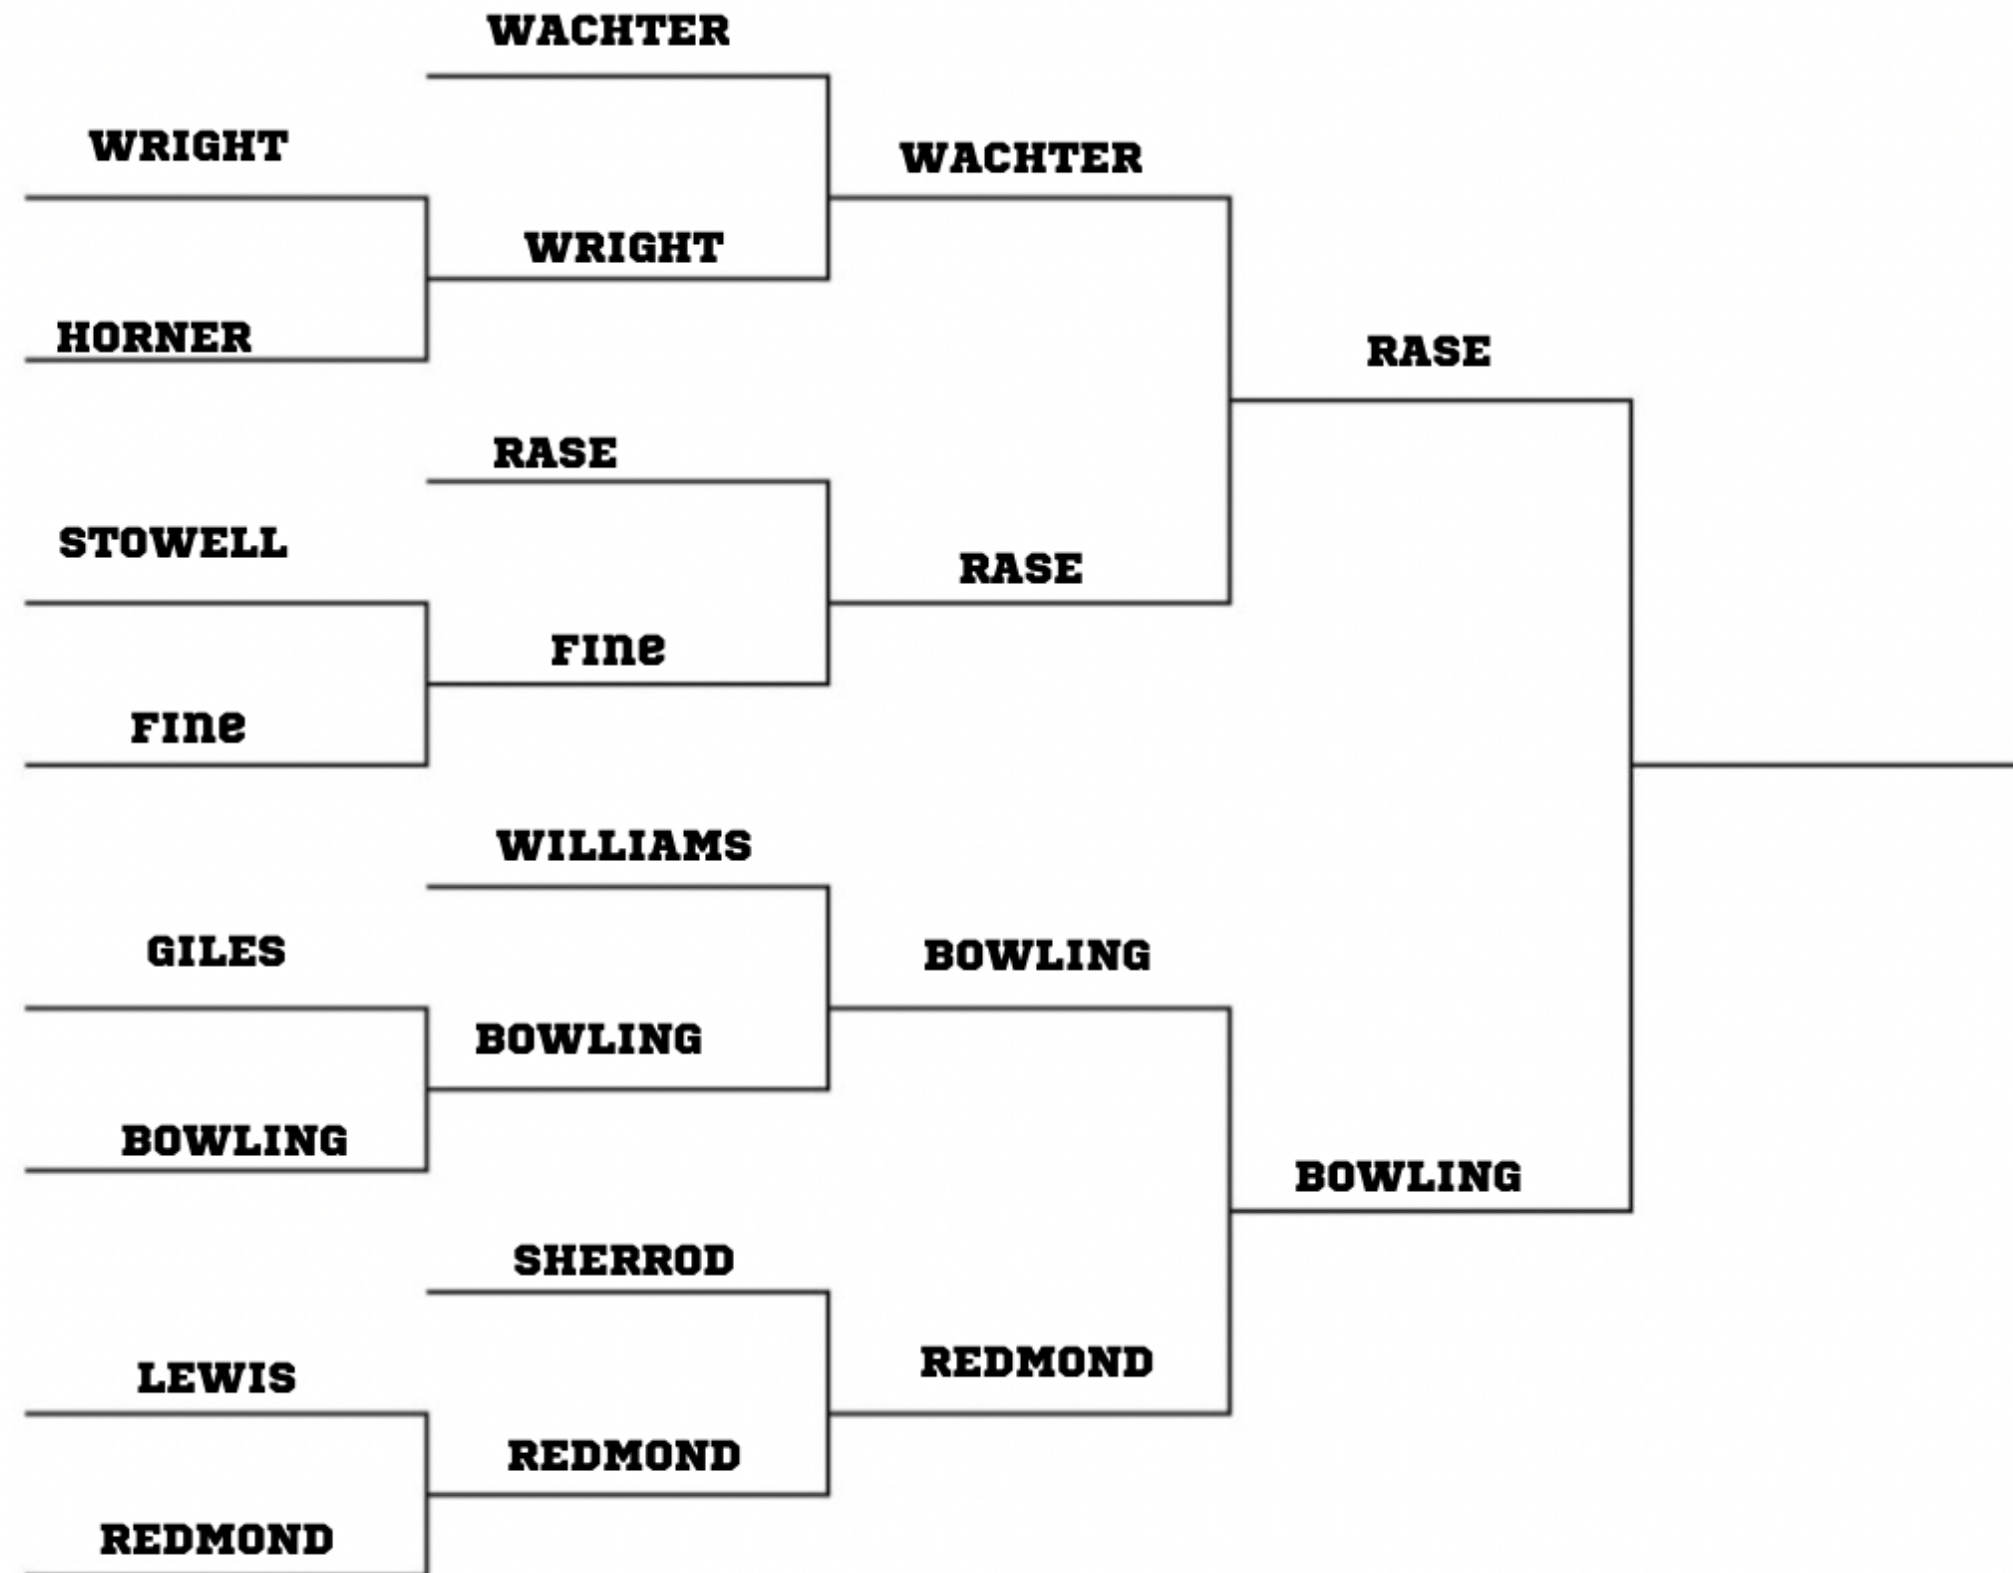 WACHTER
WRIGHT
WACHTER
WRIGHT
HORNER
RASE
RASE
STOWELL
RASE
Fine
Fine
WILLIAMS
GILES
BOWLING
BOWLING
BOWLING
BOWLING
SHERROD
REDMOND
LEWIS
REDMOND
REDMOND